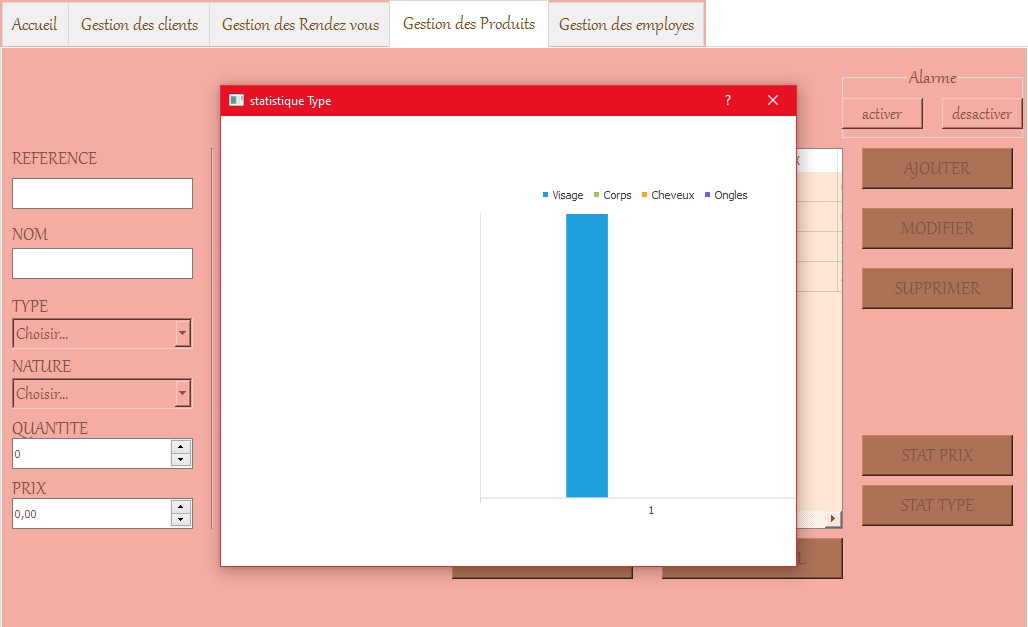 Accueil
Gestion des clients
Gestion des Rendez vous
Gestion des Produits
Gestion des employes
Alarme
activer
desactiver
statistique Type
?
REFERENCE
NOM
TYPE
Choisir...
NATURE
Choisir...
QUANTITE
0
PRIX
0,00
Visage
Corps
Cheveux
Ongles
1
AJOUTER
MODIFIER
SUPPRIMER
STAT PRIX
STAT TYPE